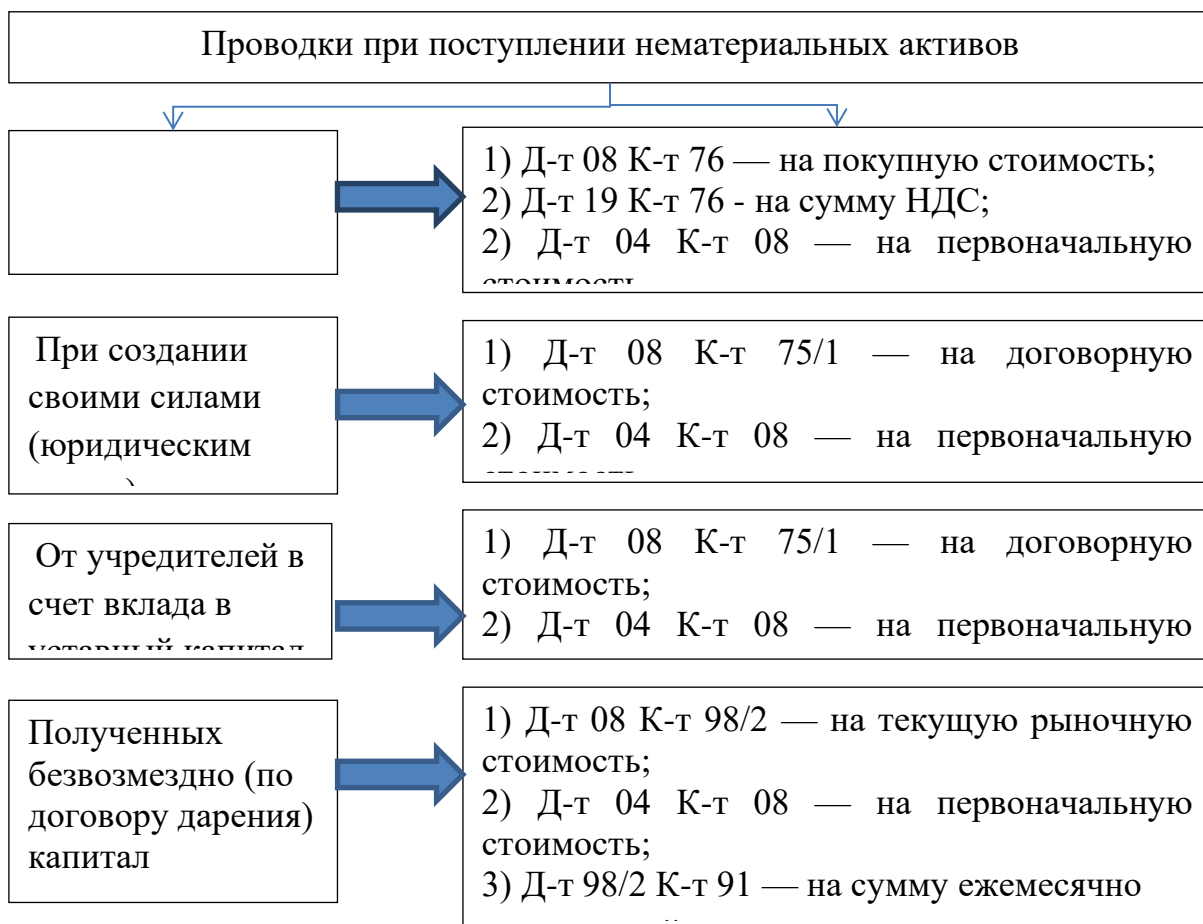 Проводки при поступлении нематериальных активов
1) Д-т 08 К-т 76 — на покупную стоимость;
2) Д-т 19 К-т 76 - на сумму НДС;
2) Д-т 04 К-т 08 — на первоначальную
При создании
своими силами
(юридическим
1) Д-т 08 К-т 75/1 — на договорную
стоимость;
2) Д-т 04 К-т 08 — на первоначальную
От учредителей в
счет вклада в
уставный капитал
1) Д-т 08 К-т 75/1 — на договорную
стоимость;
2) Д-т 04 К-т 08 — на первоначальную
Полученных
безвозмездно (по
договору дарения)
капитал
1) Д-т 08 К-т 98/2 — на текущую рыночную
стоимость;
2) Д-т 04 К-т 08 — на первоначальную
стоимость;
3) Д-т 98/2 К-т 91 — на сумму ежемесячно